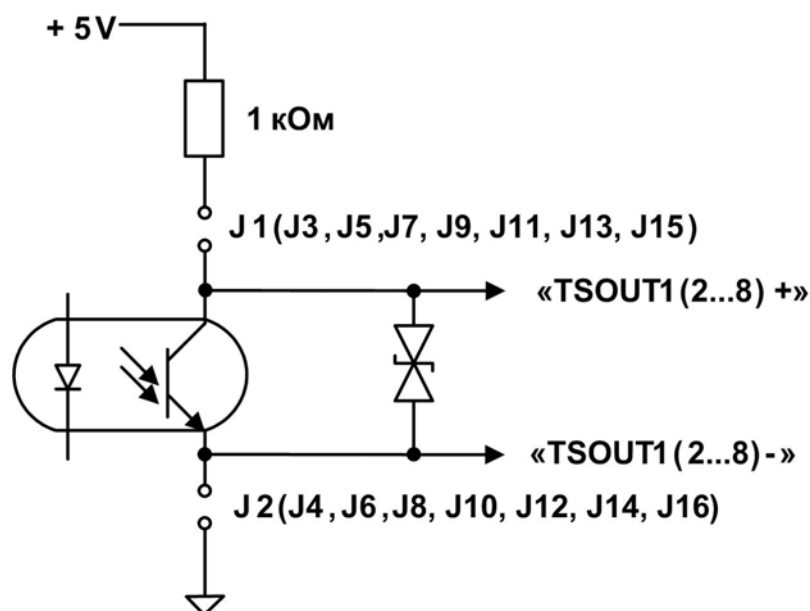 + 5V
1 кОм
J 1(J3, J5,J7, J9, J11, J13, J15)
«TSOUT1(2...8) +»
«TSOUT1(2...8)-»
J 2(J4, J6,J8, J10, J12, J14, J16)